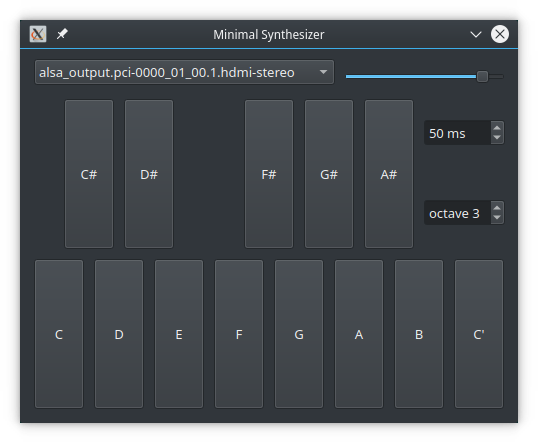 Minimal Synthesizer
alsa_output.pci-0000_01_00.1.hdmi-stereo
C# D# F# G# A#
50 ms
octave 3
C D E F G A B C'